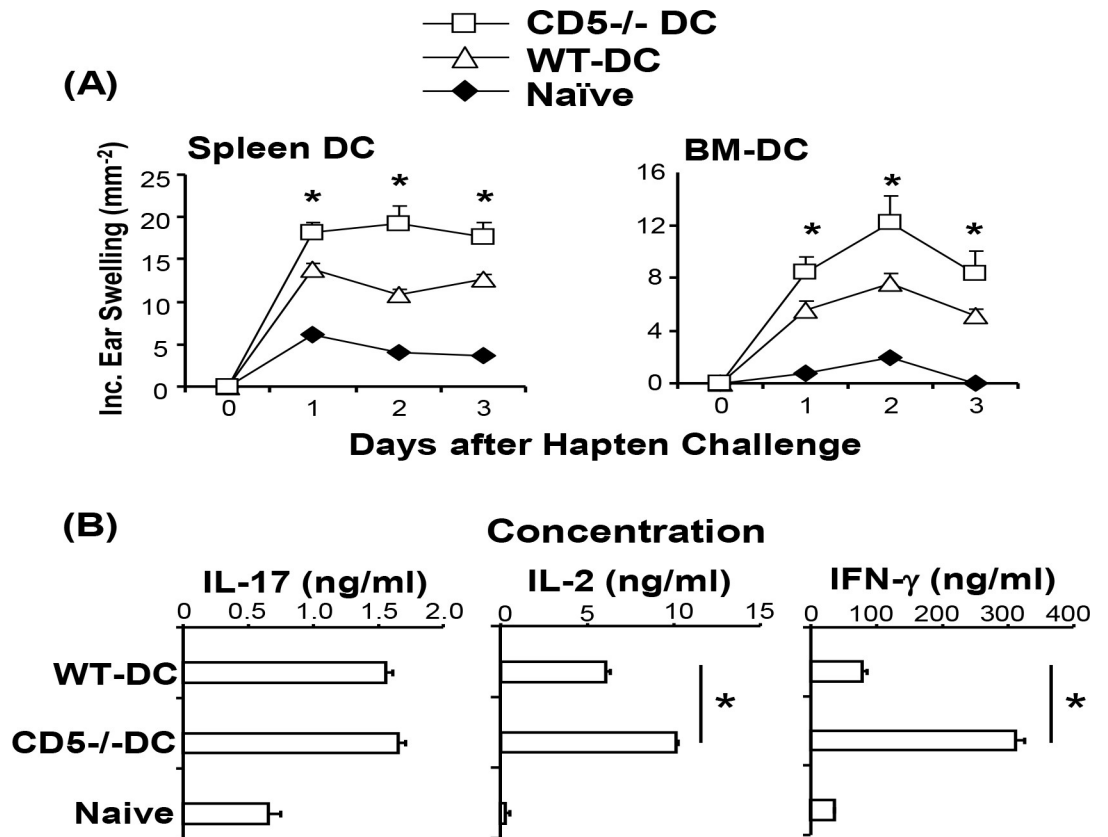 CD5-/- DC
WT-DC
Naïve
(A)
Spleen DC
BM-DC
Inc. Ear Swelling (mm-2)
25
20
15
10
5
0
* * *
0 1 2 3
16
12
8
4
0
* * *
0 1 2 3
Days after Hapten Challenge
(B)
Concentration
IL-17 (ng/ml)
0.0 0.5 1.0 1.5 2.0
IL-2 (ng/ml)
0 5 10 15
IFN-γ (ng/ml)
0 100 200 300 400
WT-DC
CD5-/-DC
Naive
*
*